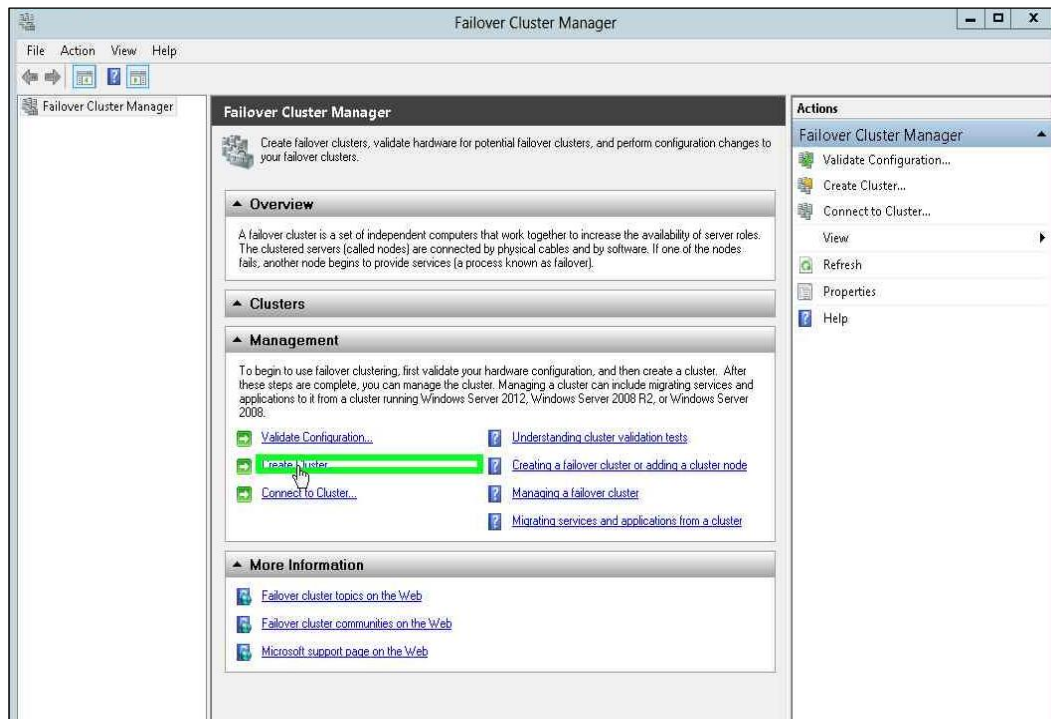 Failover Cluster Manager
File Action View Help
Failover Cluster Manager
Failover Cluster Manager
Create failover clusters, validate hardware for potential failover clusters, and perform configuration changes to
your failover clusters.
Overview
A failover cluster is a set of independent computers that work together to increase the availability of server roles.
The clustered servers (called nodes) are connected by physical cables and by software. If one of the nodes
fails, another node begins to provide services (a process known as failover).
Clusters
Management
To begin to use failover clustering, first validate your hardware configuration, and then create a cluster. After
these steps are complete, you can manage the cluster. Managing a cluster can include migrating services and
applications to it from a cluster running Windows Server 2012, Windows Server 2008 R2, or Windows Server
2008.
Validate Configuration...
Understanding cluster validation tests
Create Cluster...
Creating a failover cluster or adding a cluster node
Connect to Cluster...
Managing a failover cluster
Migrating services and applications from a cluster
More Information
Failover cluster topics on the Web
Failover cluster communities on the Web
Microsoft support page on the Web
Actions
Failover Cluster Manager
Validate Configuration...
Create Cluster...
Connect to Cluster...
View
Refresh
Properties
Help